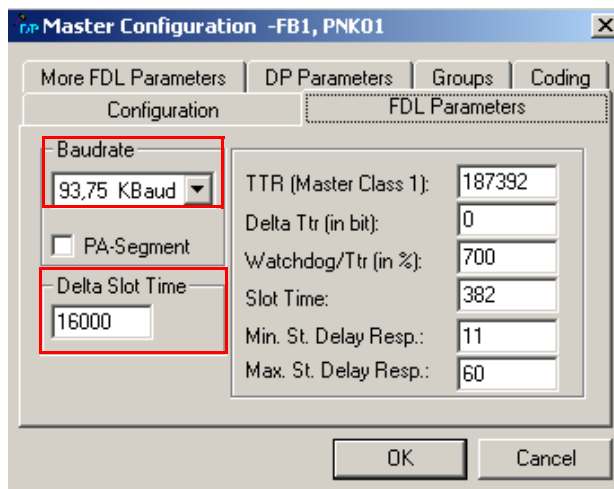 DP Master Configuration -FB1, PNK01
More FDL Parameters DP Parameters Groups Coding
Configuration FDL Parameters
Baudrate
93,75 KBaud
PA-Segment
Delta Slot Time
16000
TTR (Master Class 1): 187392
Delta Ttr (in bit): 0
Watchdog/Ttr (in %): 700
Slot Time: 382
Min. St. Delay Resp.: 11
Max. St. Delay Resp.: 60
OK Cancel